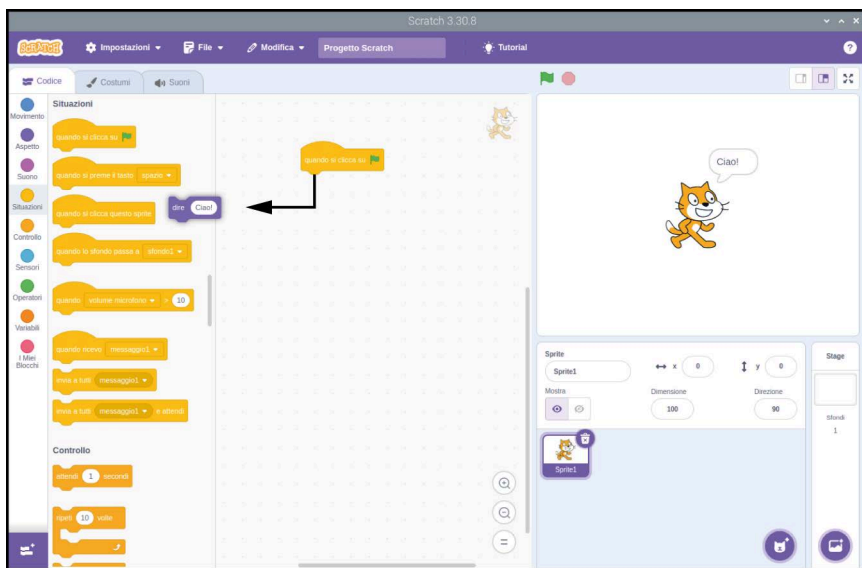 Scratch 3.30.8
SCRATCH
Impostazioni
File
Modifica
Progetto Scratch
Tutorial
?
Codice
Costumi
Suoni
Movimento
Aspetto
Suono
Situazioni
Controllo
Sensori
Operatori
Variabili
I Miei
Blocchi
Situazioni
quando si clicca su
quando si preme il tasto spazio
quando si clicca questo sprite
quando lo sfondo passa a sfondo1
quando volume microfono > 10
quando ricevo messaggio1
invia a tutti messaggio1
invia a tutti messaggio1 e attendi
Controllo
attendi 1 secondi
ripeti 10 volte
dire Ciao!
quando si clicca su
Ciao!
Sprite
Sprite1
x 0
y 0
Mostra
Dimensione
100
Direzione
90
Sprite1
Stage
Sfondi
1